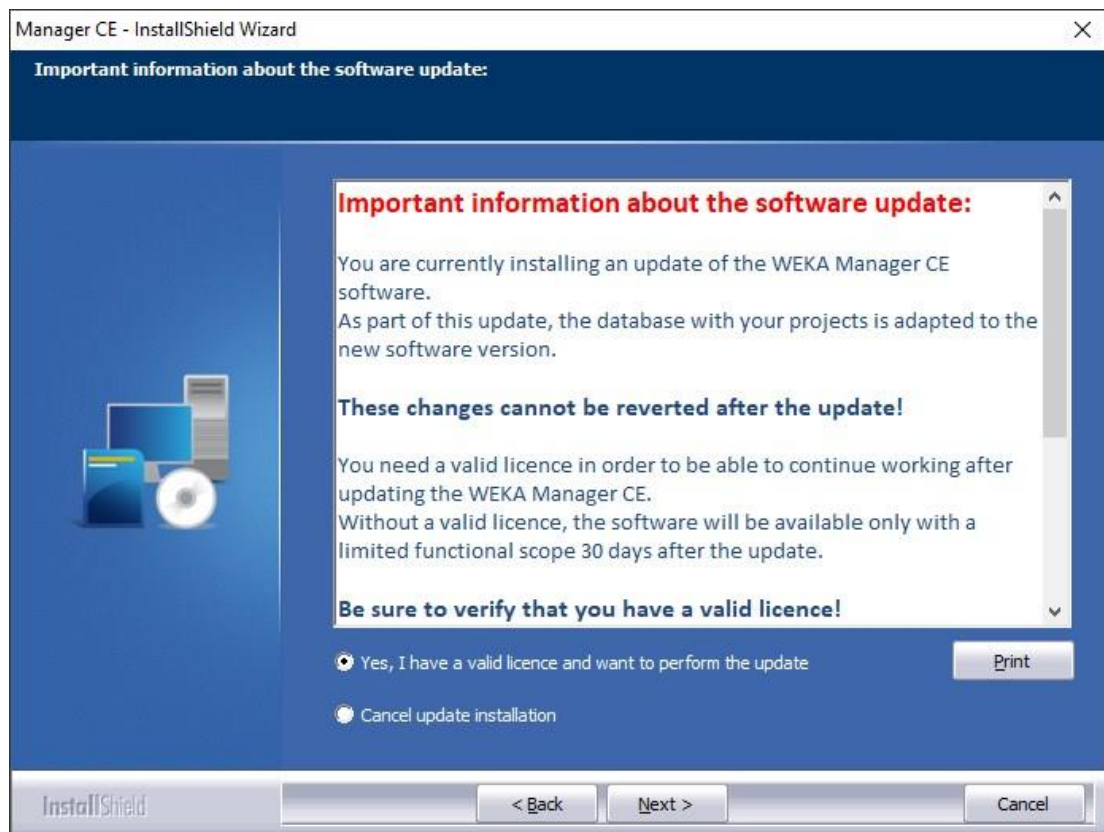 Manager CE - InstallShield Wizard
Important information about the software update:
Important information about the software update:
You are currently installing an update of the WEKA Manager CE
software.
As part of this update, the database with your projects is adapted to the
new software version.
These changes cannot be reverted after the update!
You need a valid licence in order to be able to continue working after
updating the WEKA Manager CE.
Without a valid licence, the software will be available only with a
limited functional scope 30 days after the update.
Be sure to verify that you have a valid licence!
Yes, I have a valid licence and want to perform the update
Print
Cancel update installation
InstallShield
< Back
Next >
Cancel